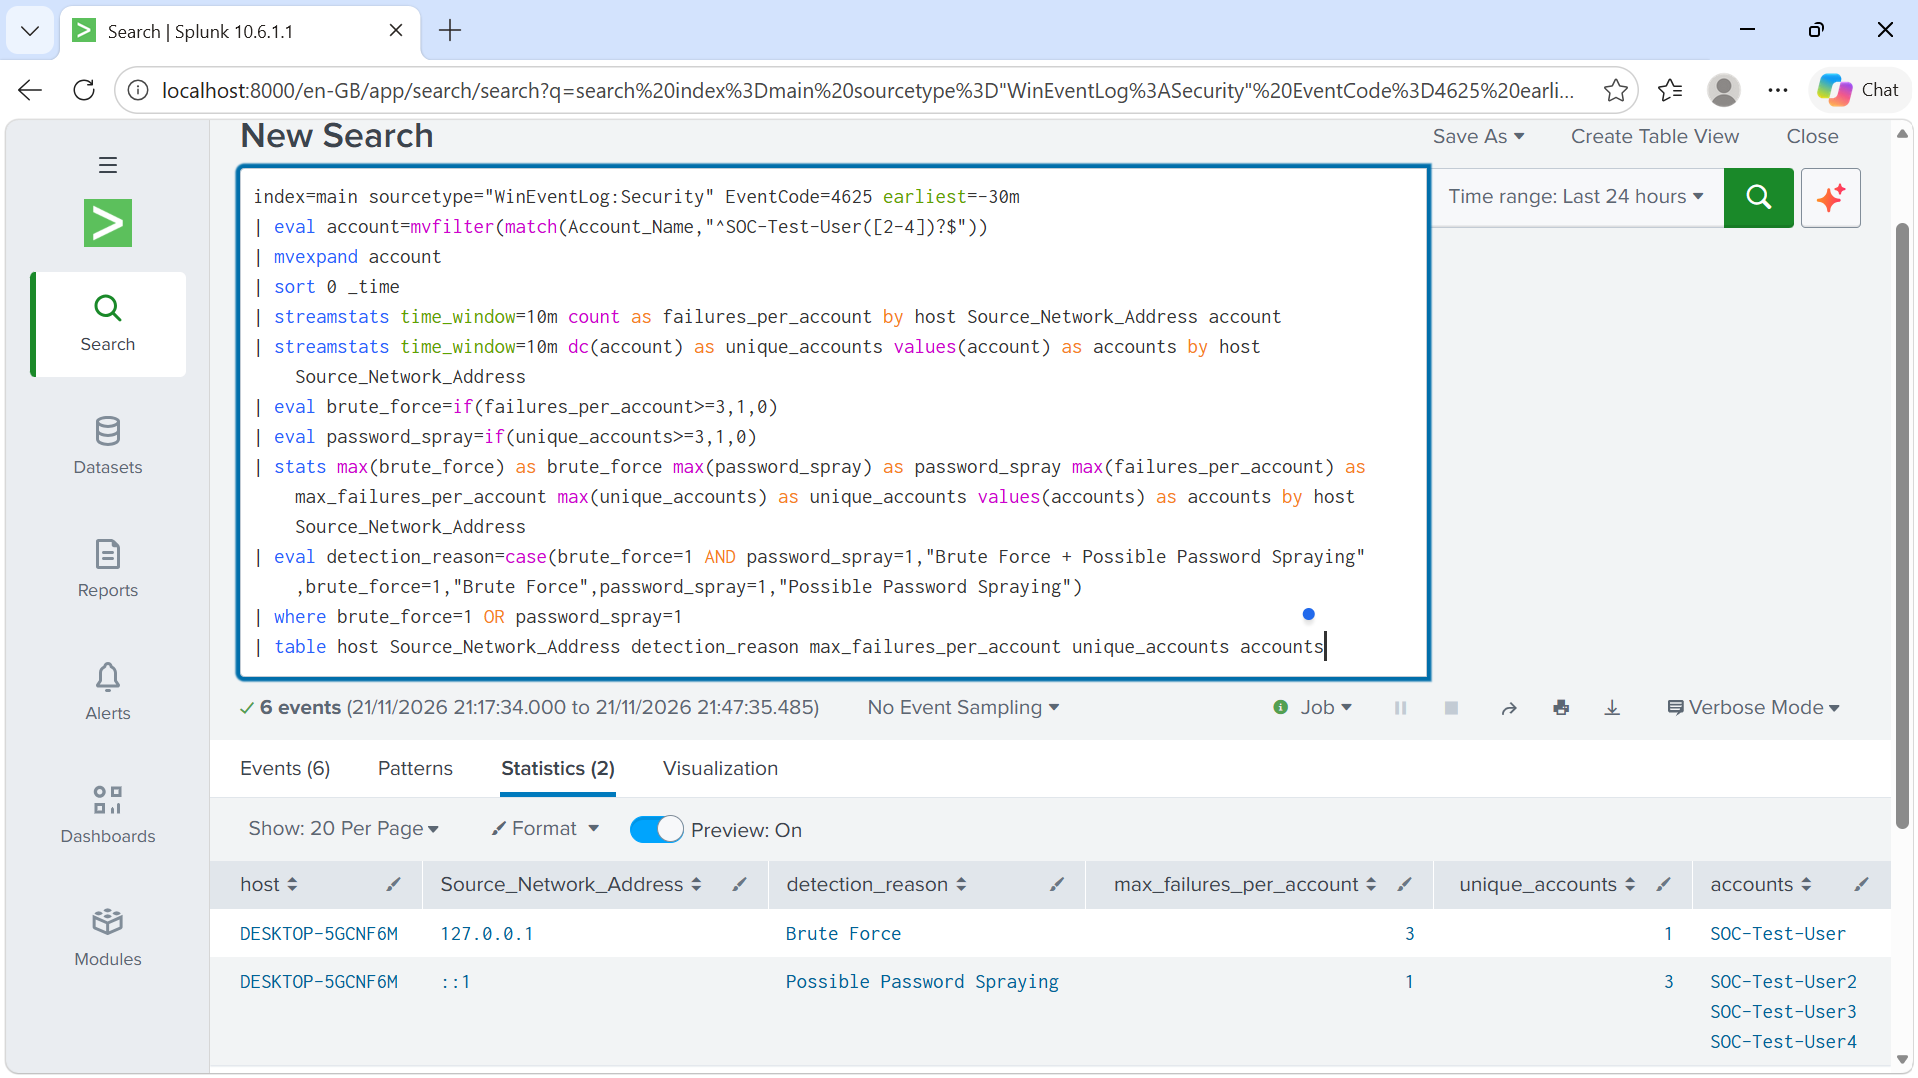 Search | Splunk 10.6.1.1
localhost:8000/en-GB/app/search/search?q=search%20index%3Dmain%20sourcetype%3D"WinEventLog%3ASecurity"%20EventCode%3D4625%20earli...
Chat
New Search
Save As
Create Table View
Close
index=main sourcetype="WinEventLog:Security" EventCode=4625 earliest=-30m
| eval account=mvfilter(match(Account_Name,"^SOC-Test-User([2-4])?$"))
| mvexpand account
| sort 0 _time
| streamstats time_window=10m count as failures_per_account by host Source_Network_Address account
| streamstats time_window=10m dc(account) as unique_accounts values(account) as accounts by host
Source_Network_Address
| eval brute_force=if(failures_per_account>=3,1,0)
| eval password_spray=if(unique_accounts>=3,1,0)
| stats max(brute_force) as brute_force max(password_spray) as password_spray max(failures_per_account) as
max_failures_per_account max(unique_accounts) as unique_accounts values(accounts) as accounts by host
Source_Network_Address
| eval detection_reason=case(brute_force=1 AND password_spray=1,"Brute Force + Possible Password Spraying"
,brute_force=1,"Brute Force",password_spray=1,"Possible Password Spraying")
| where brute_force=1 OR password_spray=1
| table host Source_Network_Address detection_reason max_failures_per_account unique_accounts accounts
Time range: Last 24 hours
Search
Datasets
Reports
Alerts
Dashboards
Modules
6 events (21/11/2026 21:17:34.000 to 21/11/2026 21:47:35.485)
No Event Sampling
Job
Verbose Mode
Events (6)
Patterns
Statistics (2)
Visualization
Show: 20 Per Page
Format
Preview: On
host
Source_Network_Address
detection_reason
max_failures_per_account
unique_accounts
accounts
DESKTOP-5GCNF6M
127.0.0.1
Brute Force
3
1
SOC-Test-User
DESKTOP-5GCNF6M
::1
Possible Password Spraying
1
3
SOC-Test-User2
SOC-Test-User3
SOC-Test-User4